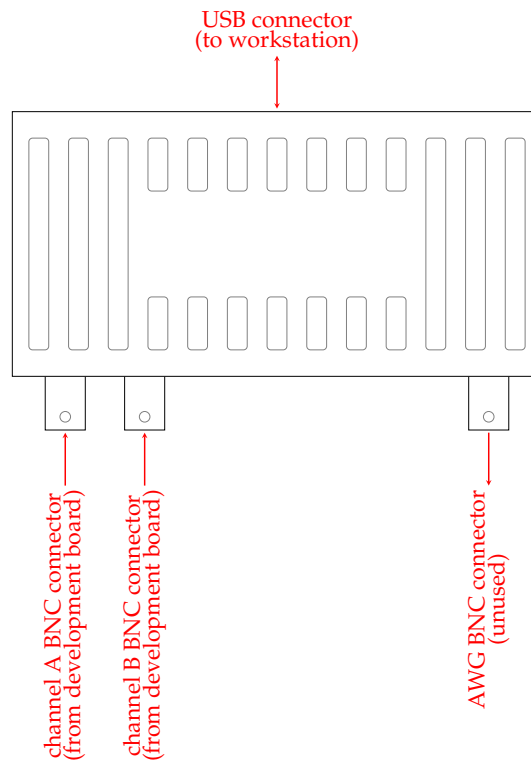 USB connector
(to workstation)
channel A BNC connector
(from development board)
channel B BNC connector
(from development board)
AWG BNC connector
(unused)